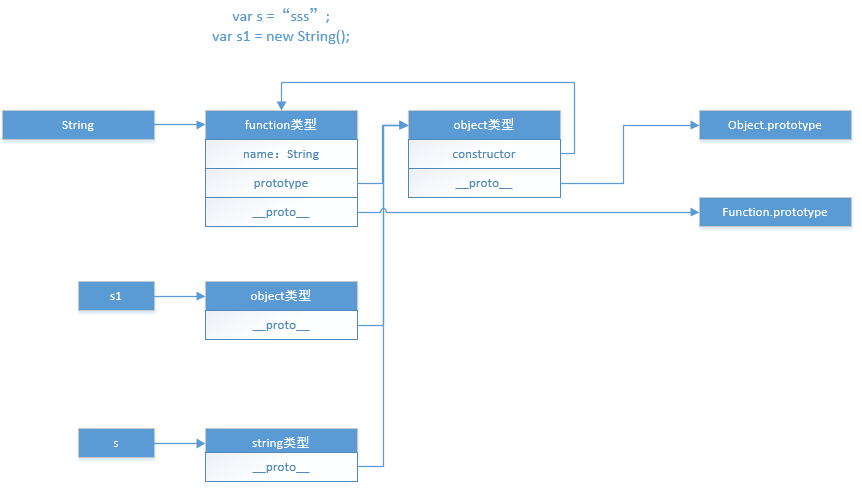 var s = “sss”;
var s1 = new String();
String
function类型
object类型
Object.prototype
name：String
constructor
prototype
__proto__
__proto__
Function.prototype
s1
object类型
__proto__
s
string类型
__proto__